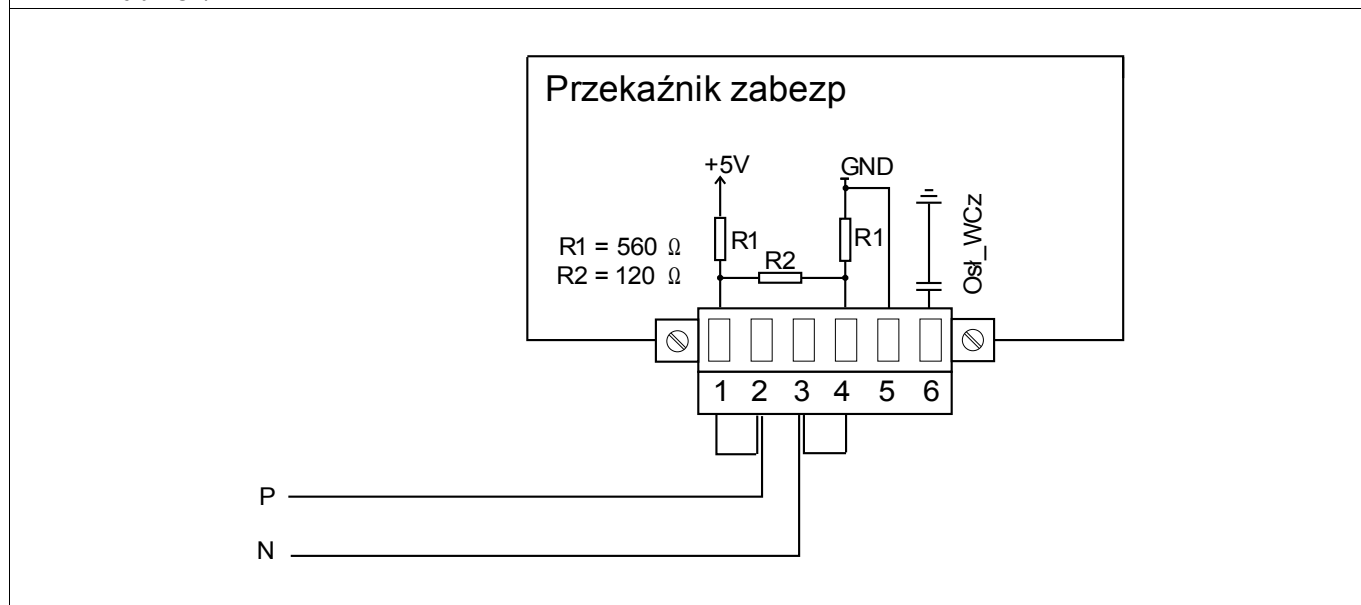 Przekaźnik zabezp
+5V
GND
R1 = 560 Ω
R2 = 120 Ω
R1
R2
R1
Osł_WCz
1 2 3 4 5 6
P
N